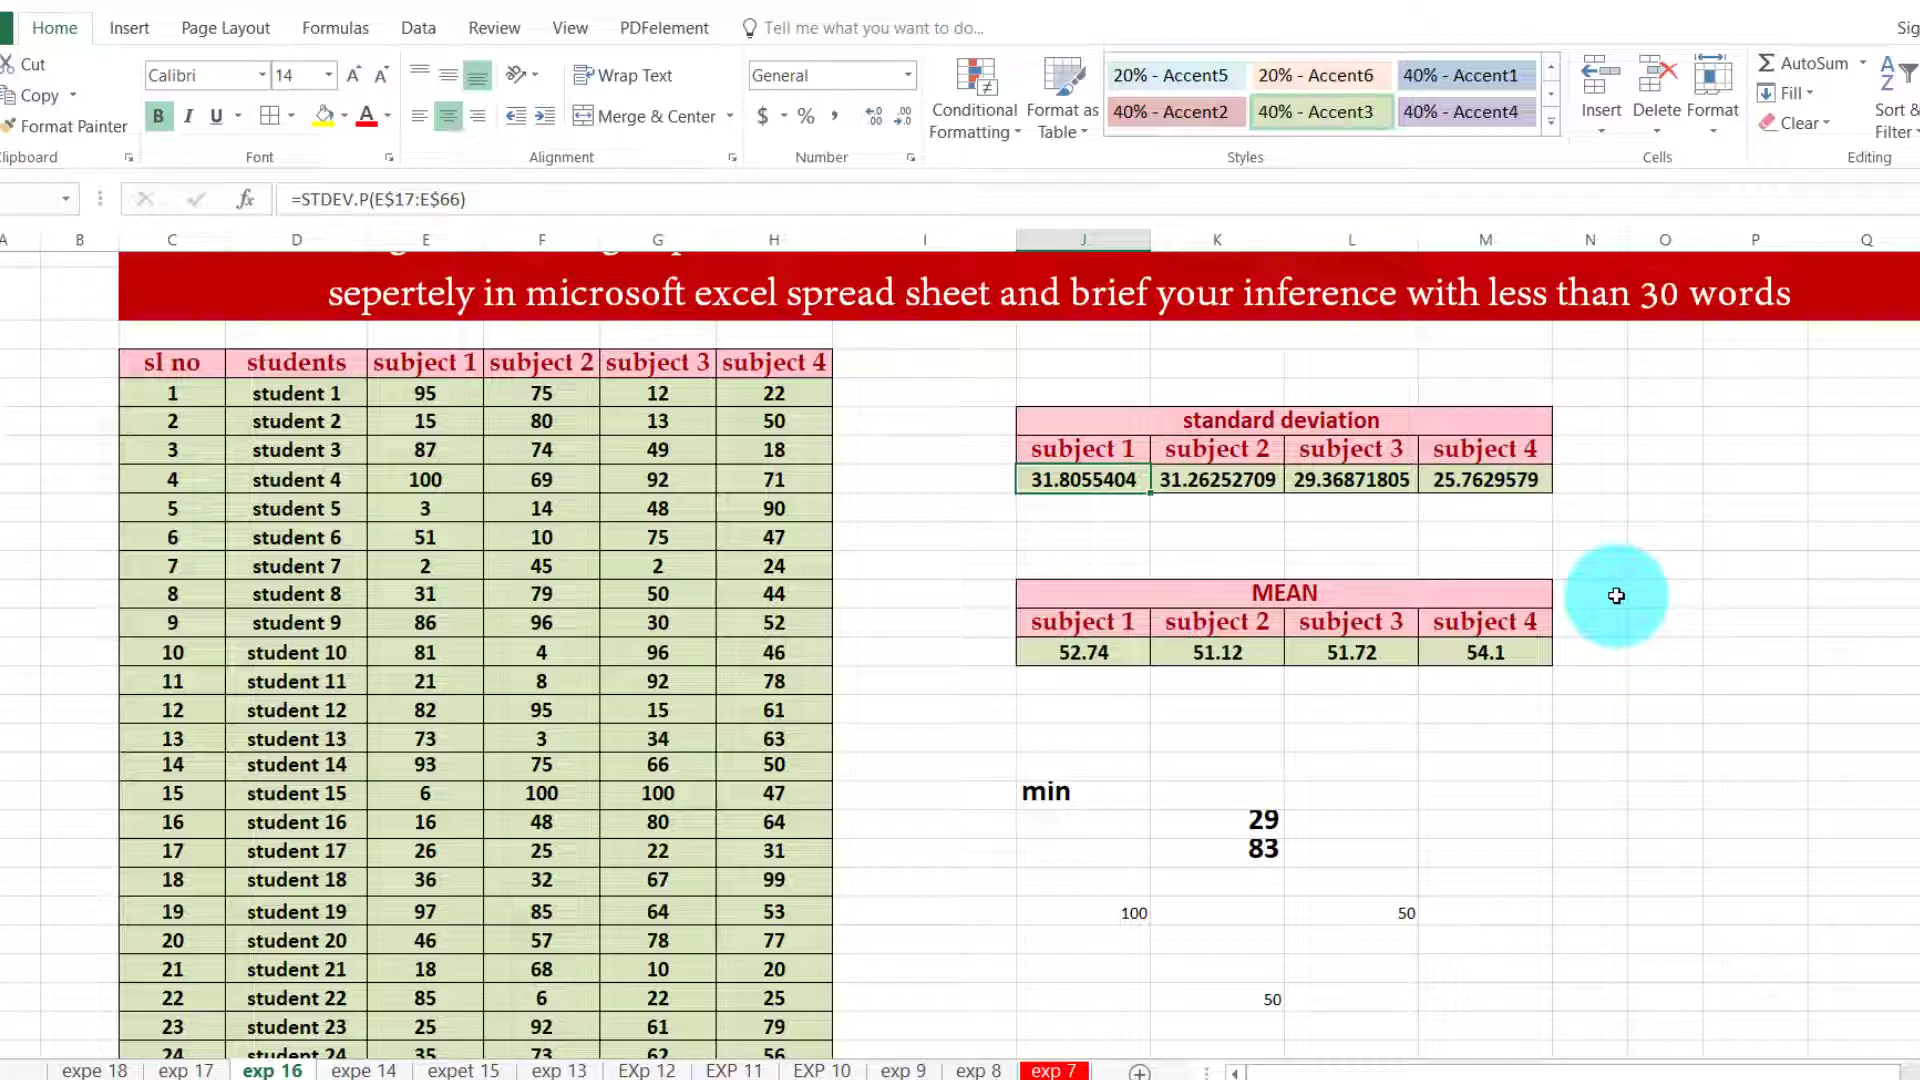 Home Insert Page Layout Formulas Data Review View PDFelement Tell me what you want to do...
Cut
Copy
Format Painter
Clipboard
Calibri 14
B I U
Font
Wrap Text
Merge & Center
Alignment
General
$ % ,
Number
Conditional Formatting
Format as Table
20% - Accent5 20% - Accent6 40% - Accent1
40% - Accent2 40% - Accent3 40% - Accent4
Styles
Insert Delete Format
Cells
AutoSum
Fill
Clear
Sort &
Filter
Editing
fx =STDEV.P(E$17:E$66)
A B C D E F G H I J K L M N O P Q
sepertely in microsoft excel spread sheet and brief your inference with less than 30 words
sl no students subject 1 subject 2 subject 3 subject 4
1 student 1 95 75 12 22
2 student 2 15 80 13 50
3 student 3 87 74 49 18
4 student 4 100 69 92 71
5 student 5 3 14 48 90
6 student 6 51 10 75 47
7 student 7 2 45 2 24
8 student 8 31 79 50 44
9 student 9 86 96 30 52
10 student 10 81 4 96 46
11 student 11 21 8 92 78
12 student 12 82 95 15 61
13 student 13 73 3 34 63
14 student 14 93 75 66 50
15 student 15 6 100 100 47
16 student 16 16 48 80 64
17 student 17 26 25 22 31
18 student 18 36 32 67 99
19 student 19 97 85 64 53
20 student 20 46 57 78 77
21 student 21 18 68 10 20
22 student 22 85 6 22 25
23 student 23 25 92 61 79
24 student 24 35 73 62 56
standard deviation
subject 1 subject 2 subject 3 subject 4
31.8055404 31.26252709 29.36871805 25.7629579
MEAN
subject 1 subject 2 subject 3 subject 4
52.74 51.12 51.72 54.1
min
29
83
100 50
50
expe 18 exp 17 exp 16 expe 14 expet 15 exp 13 EXp 12 EXP 11 EXP 10 exp 9 exp 8 exp 7